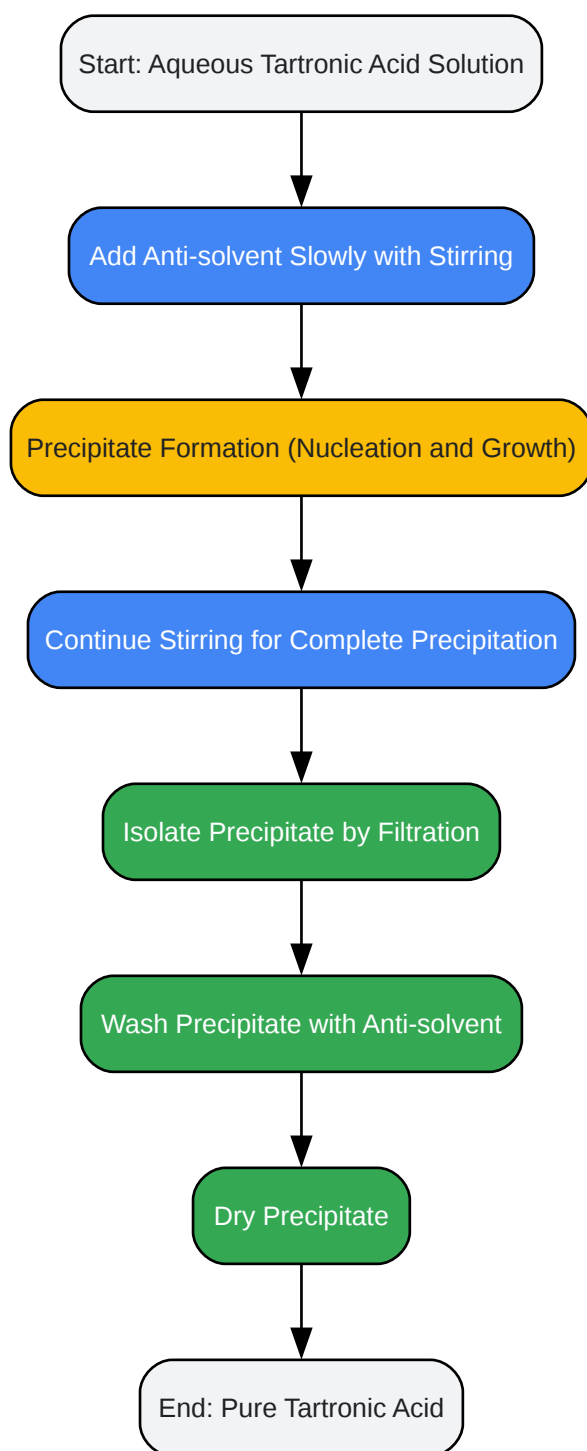 Start: Aqueous Tartronic Acid Solution
Add Anti-solvent Slowly with Stirring
Precipitate Formation (Nucleation and Growth)
Continue Stirring for Complete Precipitation
Isolate Precipitate by Filtration
Wash Precipitate with Anti-solvent
Dry Precipitate
End: Pure Tartronic Acid